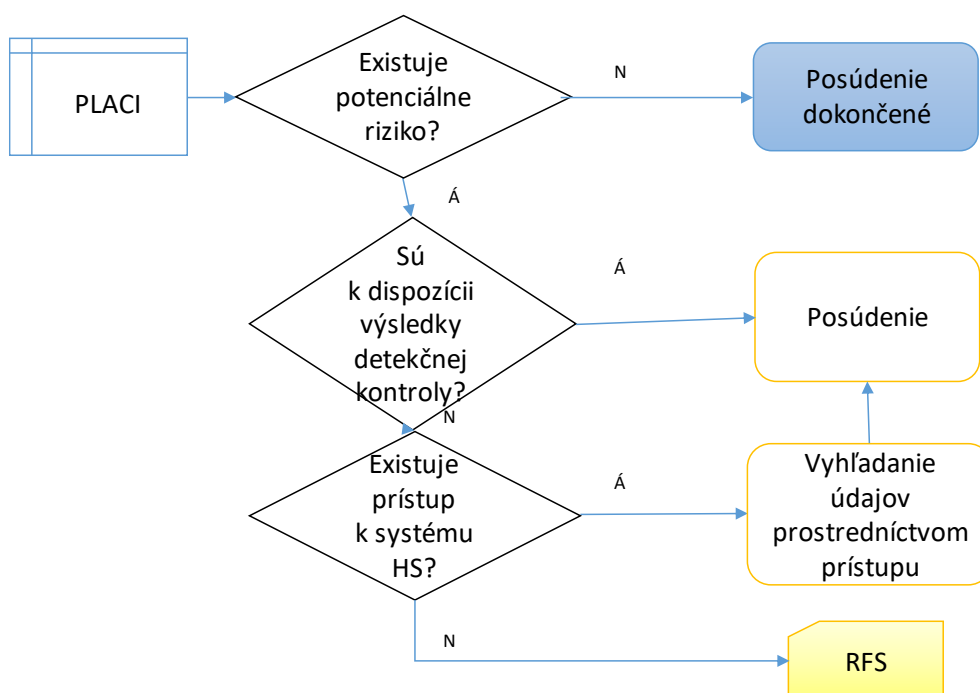 PLACI
Existuje
potenciálne
riziko?
N
Posúdenie
dokončené
Á
Sú
k dispozícii
výsledky
detekčnej
kontroly?
Á
Posúdenie
N
Existuje
prístup
k systému
HS?
Á
Vyhľadanie
údajov
prostredníctvom
prístupu
N
RFS